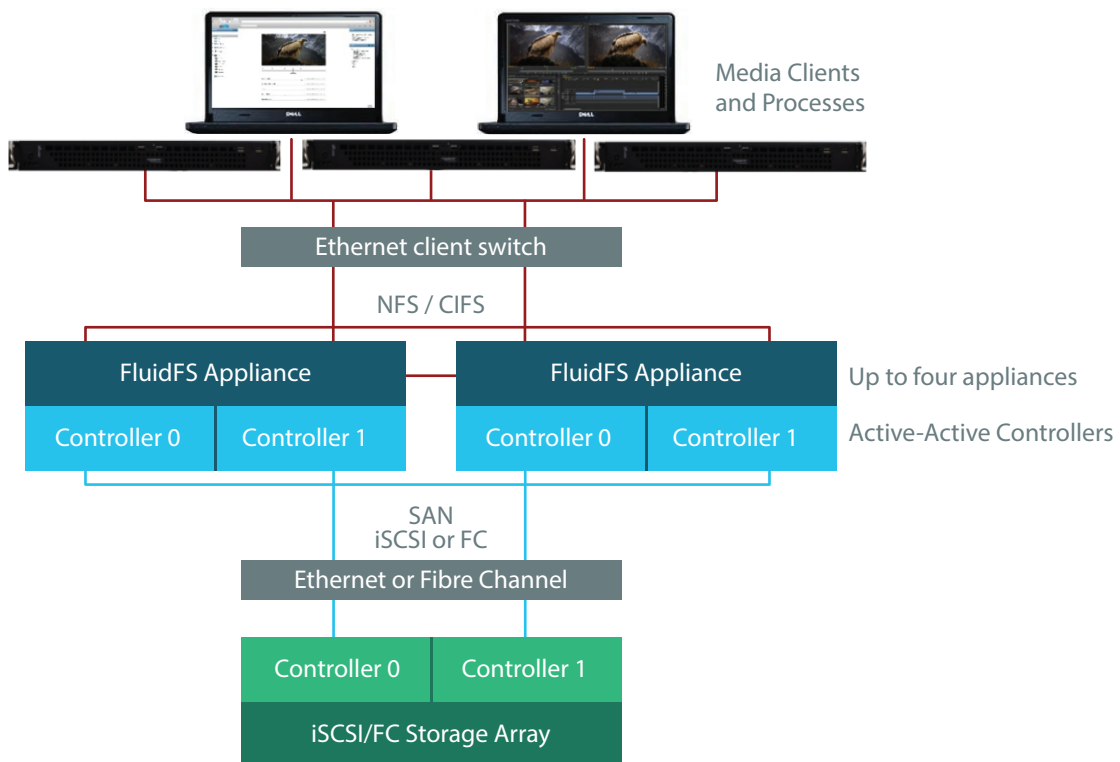 DELL
DELL
Media Clients
and Processes
Ethernet client switch
NFS / CIFS
FluidFS Appliance
FluidFS Appliance
Up to four appliances
Controller 0
Controller 1
Controller 0
Controller 1
Active-Active Controllers
SAN
iSCSI or FC
Ethernet or Fibre Channel
Controller 0
Controller 1
iSCSI/FC Storage Array